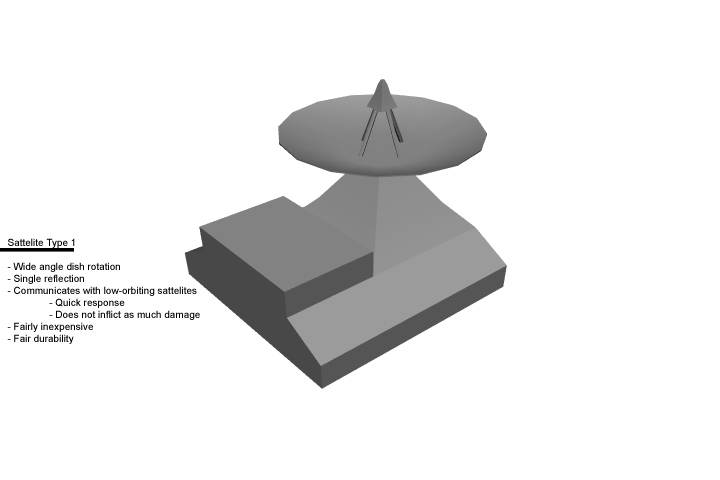 Sattelite Type 1
- Wide angle dish rotation
- Single reflection
- Communicates with low-orbiting sattelites
- Quick response
- Does not inflict as much damage
- Fairly inexpensive
- Fair durability